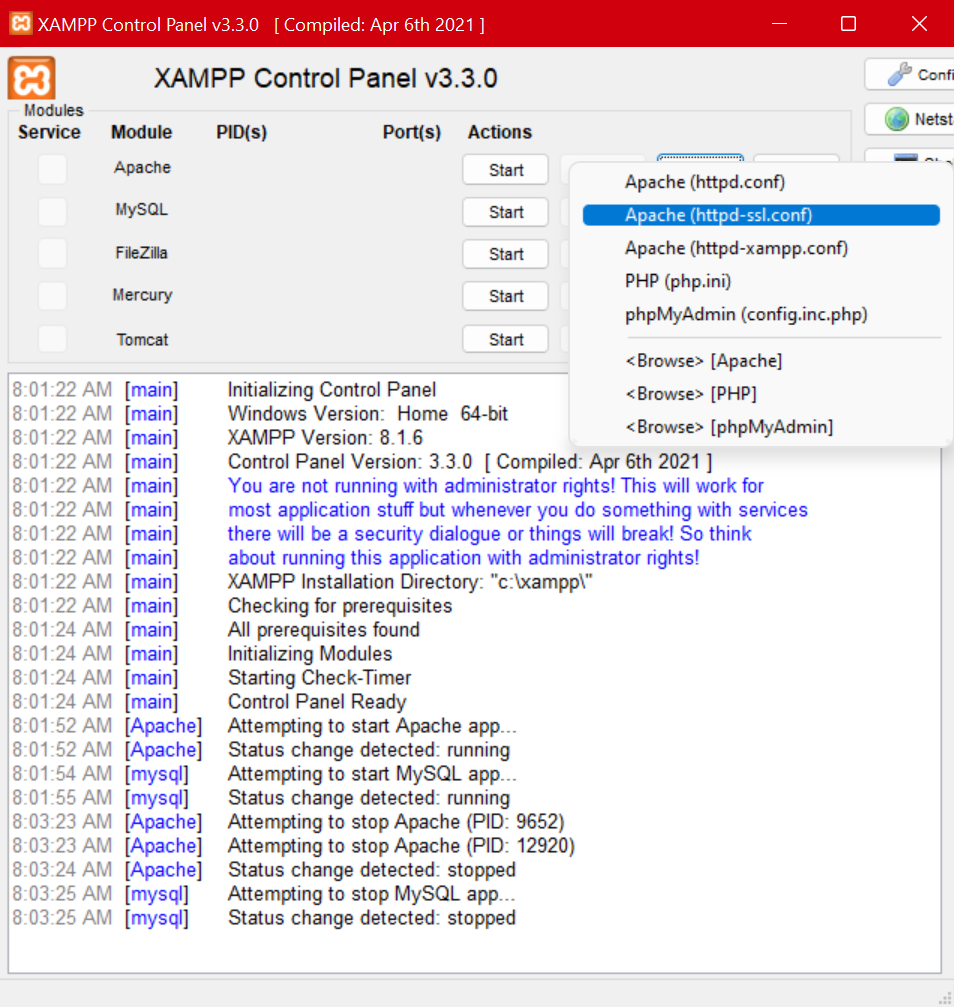 XAMPP Control Panel v3.3.0 [ Compiled: Apr 6th 2021 ]
XAMPP Control Panel v3.3.0
Modules
Service Module PID(s) Port(s) Actions
Apache Start
MySQL Start
FileZilla Start
Mercury Start
Tomcat Start
Confi
Netst
Apache (httpd.conf)
Apache (httpd-ssl.conf)
Apache (httpd-xampp.conf)
PHP (php.ini)
phpMyAdmin (config.inc.php)
<Browse> [Apache]
<Browse> [PHP]
<Browse> [phpMyAdmin]
8:01:22 AM [main] Initializing Control Panel
8:01:22 AM [main] Windows Version: Home 64-bit
8:01:22 AM [main] XAMPP Version: 8.1.6
8:01:22 AM [main] Control Panel Version: 3.3.0 [ Compiled: Apr 6th 2021 ]
8:01:22 AM [main] You are not running with administrator rights! This will work for
8:01:22 AM [main] most application stuff but whenever you do something with services
8:01:22 AM [main] there will be a security dialogue or things will break! So think
8:01:22 AM [main] about running this application with administrator rights!
8:01:22 AM [main] XAMPP Installation Directory: "c:\xampp\"
8:01:22 AM [main] Checking for prerequisites
8:01:24 AM [main] All prerequisites found
8:01:24 AM [main] Initializing Modules
8:01:24 AM [main] Starting Check-Timer
8:01:24 AM [main] Control Panel Ready
8:01:52 AM [Apache] Attempting to start Apache app...
8:01:52 AM [Apache] Status change detected: running
8:01:54 AM [mysql] Attempting to start MySQL app...
8:01:55 AM [mysql] Status change detected: running
8:03:23 AM [Apache] Attempting to stop Apache (PID: 9652)
8:03:23 AM [Apache] Attempting to stop Apache (PID: 12920)
8:03:24 AM [Apache] Status change detected: stopped
8:03:25 AM [mysql] Attempting to stop MySQL app...
8:03:25 AM [mysql] Status change detected: stopped